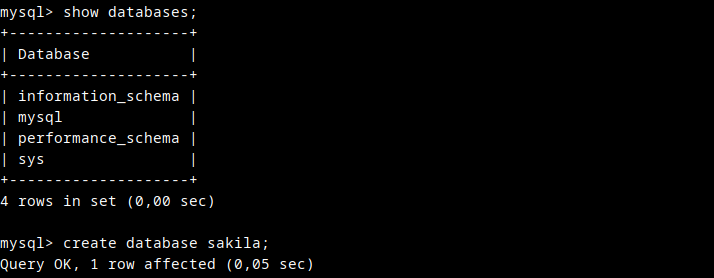 mysql> show databases;
+--------------------+
| Database           |
+--------------------+
| information_schema |
| mysql              |
| performance_schema |
| sys                |
+--------------------+
4 rows in set (0,00 sec)

mysql> create database sakila;
Query OK, 1 row affected (0,05 sec)